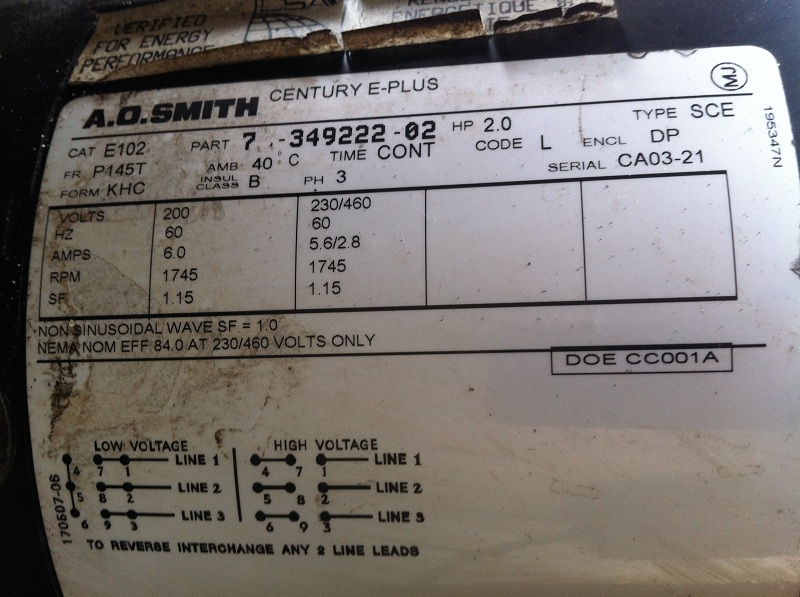 VERIFIED
FOR ENERGY
PERFORMANCE
A.O.SMITH CENTURY E-PLUS
CAT E102 PART 7 -349222-02 HP 2.0 TYPE SCE
FR P145T AMB 40°C TIME CONT CODE L ENCL DP
FORM KHC INSUL CLASS B PH 3 SERIAL CA03-21
VOLTS 200 230/460
HZ 60 60
AMPS 6.0 5.6/2.8
RPM 1745 1745
SF 1.15 1.15
NON SINUSOIDAL WAVE SF = 1.0
NEMA NOM EFF 84.0 AT 230/460 VOLTS ONLY
DOE CC001A
LOW VOLTAGE HIGH VOLTAGE
4 7 1 LINE 1 4 7 1 LINE 1
5 8 2 LINE 2 5 8 2 LINE 2
6 9 3 LINE 3 6 9 3 LINE 3
TO REVERSE INTERCHANGE ANY 2 LINE LEADS
170507-06
195347N